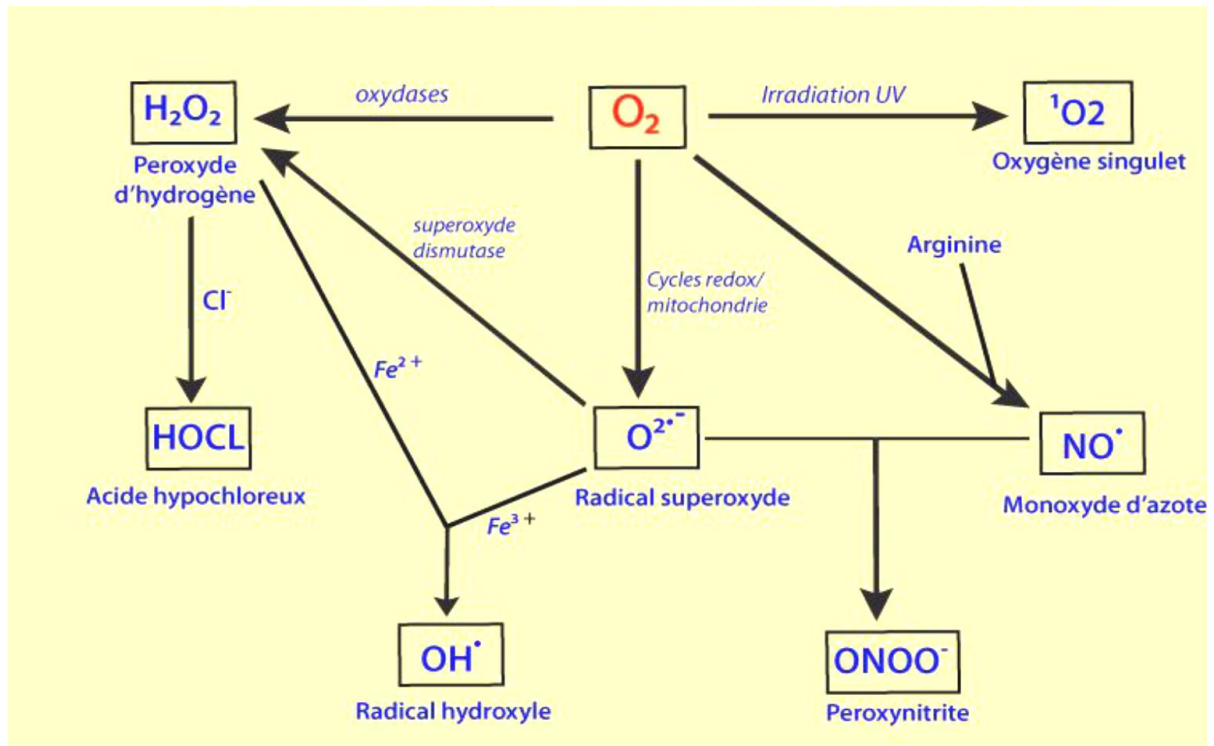 oxydases
Irradiation UV
H₂O₂
O₂
¹O2
Peroxyde
d'hydrogène
Oxygène singulet
superoxyde
dismutase
Arginine
Cycles redox/
mitochondrie
Cl⁻
Fe²⁺
HOCL
O²·⁻
NO·
Acide hypochloreux
Radical superoxyde
Monoxyde d'azote
Fe³⁺
OH·
ONOO⁻
Radical hydroxyle
Peroxynitrite